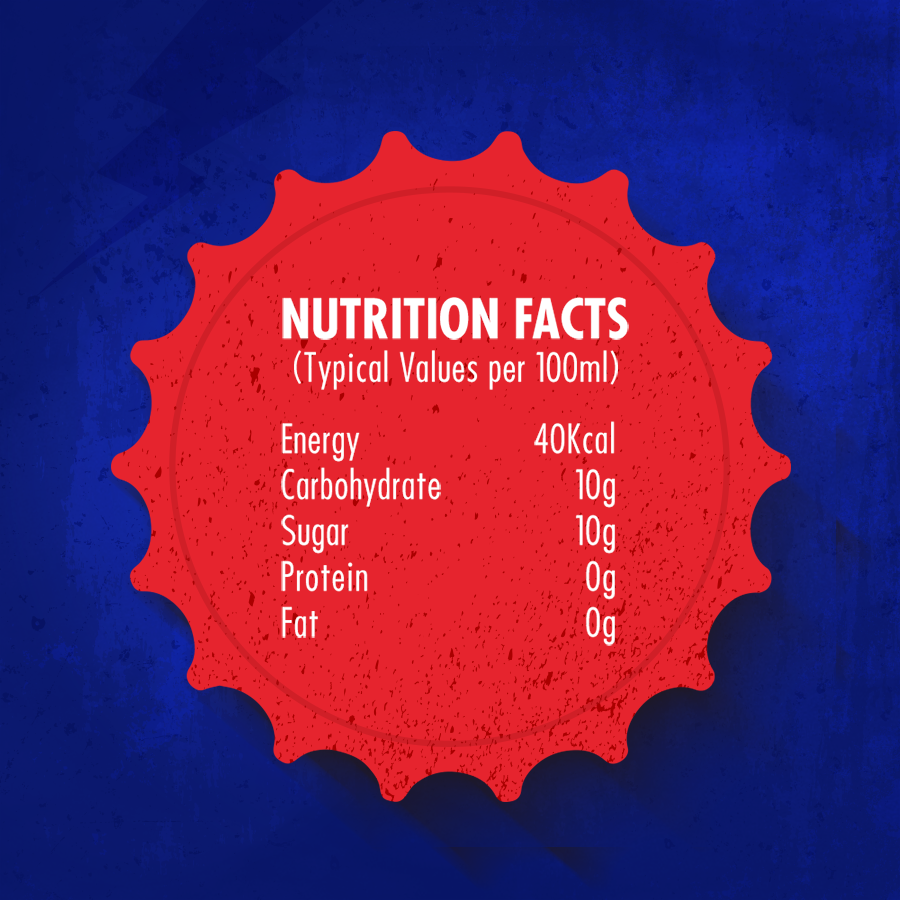 NUTRITION FACTS
(Typical Values per 100ml)
Energy 40Kcal
Carbohydrate 10g
Sugar 10g
Protein 0g
Fat 0g